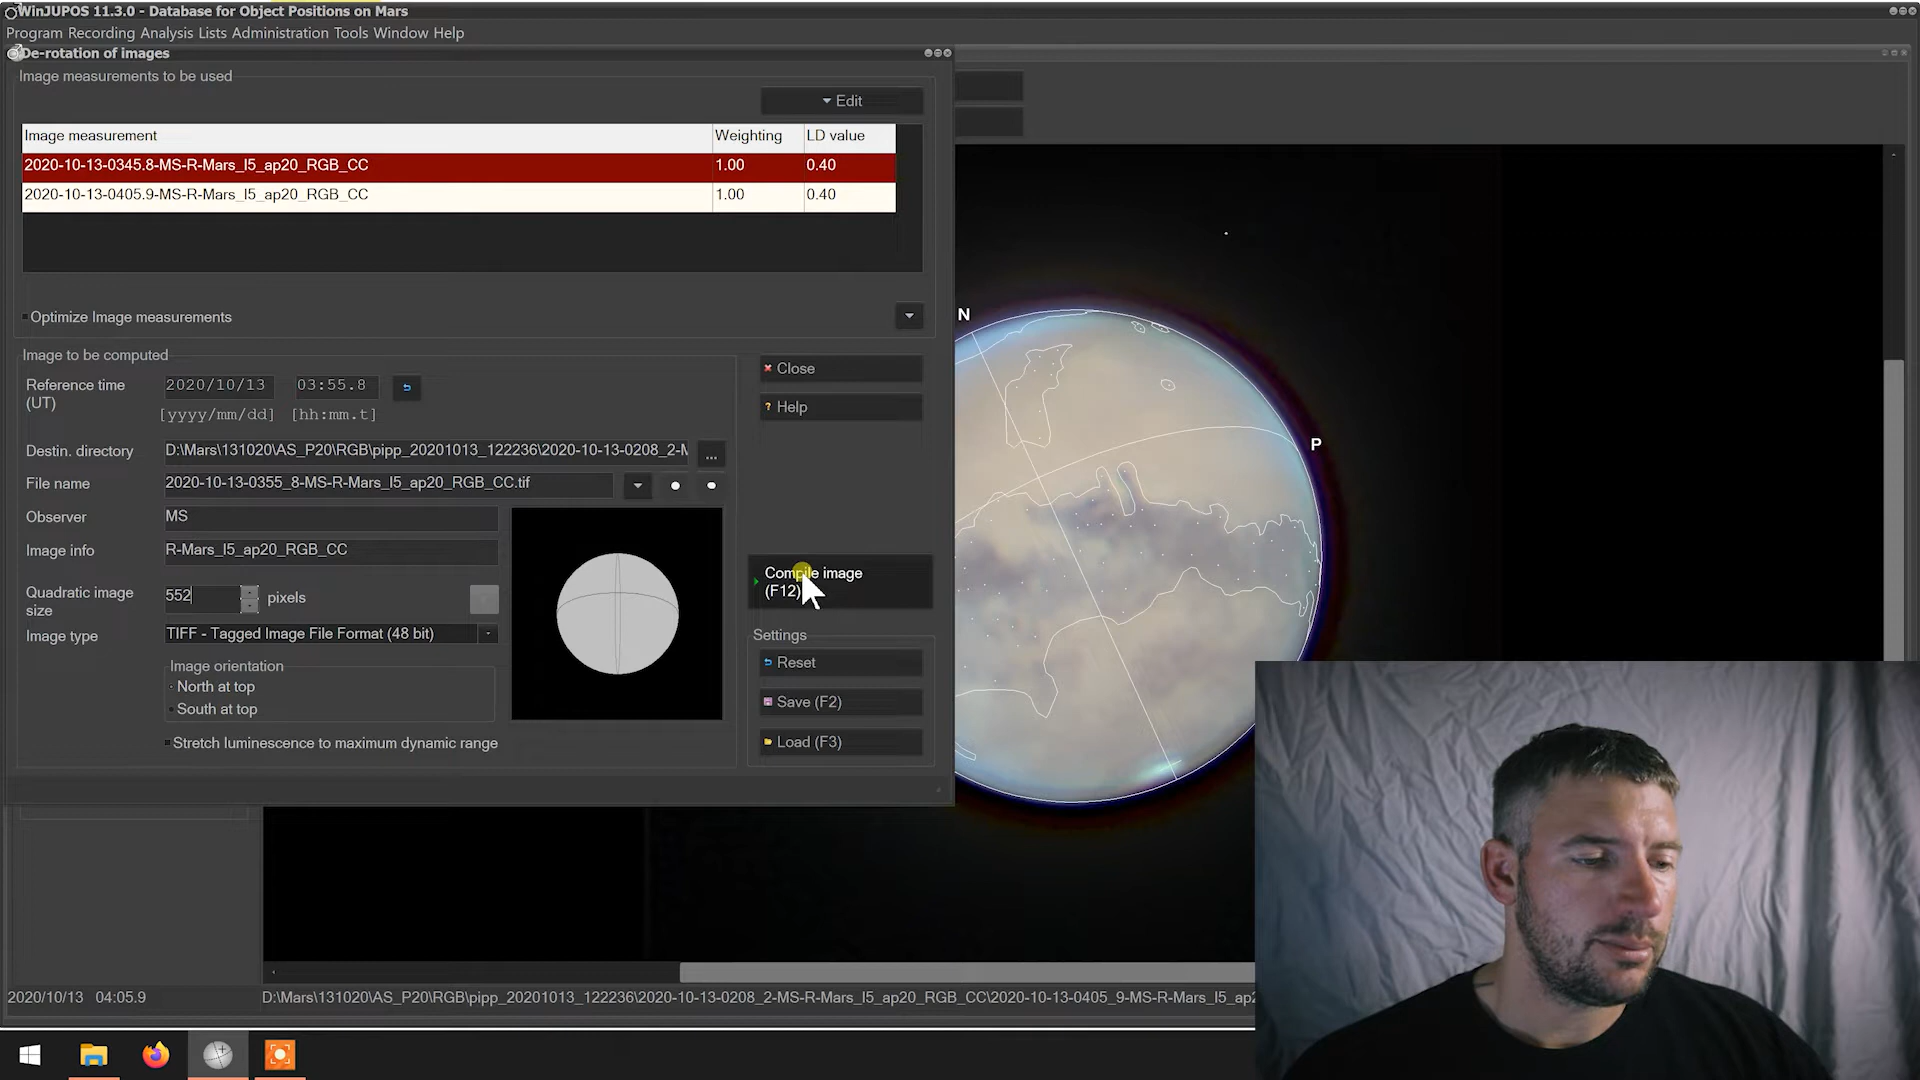 WinJUPOS 11.3.0 - Database for Object Positions on Mars
Program Recording Analysis Lists Administration Tools Window Help
De-rotation of images
Image measurements to be used
Edit
Image measurement Weighting LD value
2020-10-13-0345.8-MS-R-Mars_l5_ap20_RGB_CC 1.00 0.40
2020-10-13-0405.9-MS-R-Mars_l5_ap20_RGB_CC 1.00 0.40
Optimize Image measurements
Image to be computed
Reference time
(UT)
2020/10/13 03:55.8
[yyyy/mm/dd] [hh:mm.t]
Destin. directory D:\Mars\131020\AS_P20\RGB\pipp_20201013_122236\2020-10-13-0208_2-M
...
File name 2020-10-13-0355_8-MS-R-Mars_l5_ap20_RGB_CC.tif
Observer MS
Image info R-Mars_l5_ap20_RGB_CC
Quadratic image
size
552 pixels
Image type TIFF - Tagged Image File Format (48 bit)
Image orientation
North at top
South at top
Stretch luminescence to maximum dynamic range
Close
? Help
Compile image
(F12)
Settings
Reset
Save (F2)
Load (F3)
N
P
2020/10/13 04:05.9 D:\Mars\131020\AS_P20\RGB\pipp_20201013_122236\2020-10-13-0208_2-MS-R-Mars_l5_ap20_RGB_CC\2020-10-13-0405_9-MS-R-Mars_l5_ap2